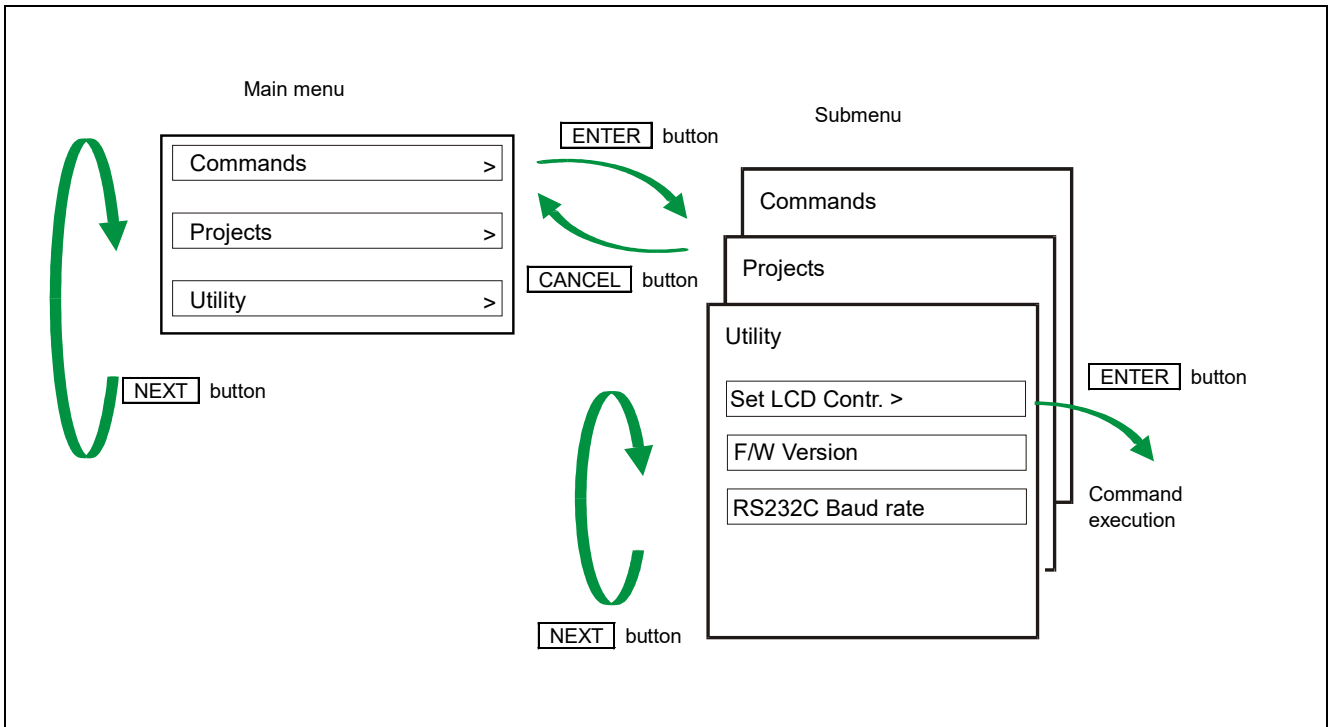 Main menu
Commands >
Projects >
Utility >
NEXT button
ENTER button
CANCEL button
Submenu
Commands
Projects
Utility
Set LCD Contr. >
F/W Version
RS232C Baud rate
NEXT button
ENTER button
Command
execution